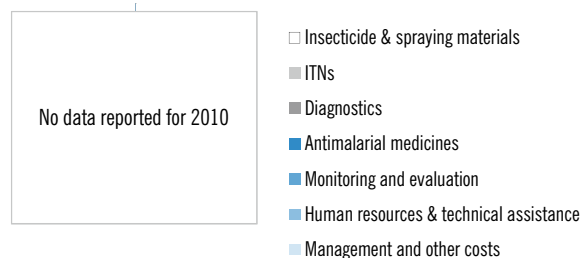 No data reported for 2010
Insecticide & spraying materials
ITNs
Diagnostics
Antimalarial medicines
Monitoring and evaluation
Human resources & technical assistance
Management and other costs